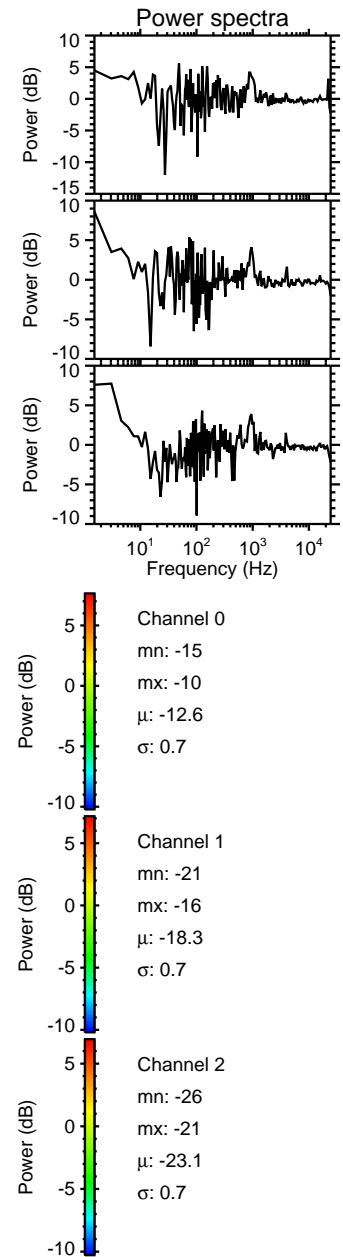 Power spectra
10
5
0
-5
-10
-15
Power (dB)
10
5
0
-5
-10
Power (dB)
10
5
0
-5
-10
Power (dB)
10^1 10^2 10^3 10^4
Frequency (Hz)
5
0
-5
-10
Power (dB)
Channel 0
mn: -15
mx: -10
μ: -12.6
σ: 0.7
5
0
-5
-10
Power (dB)
Channel 1
mn: -21
mx: -16
μ: -18.3
σ: 0.7
5
0
-5
-10
Power (dB)
Channel 2
mn: -26
mx: -21
μ: -23.1
σ: 0.7